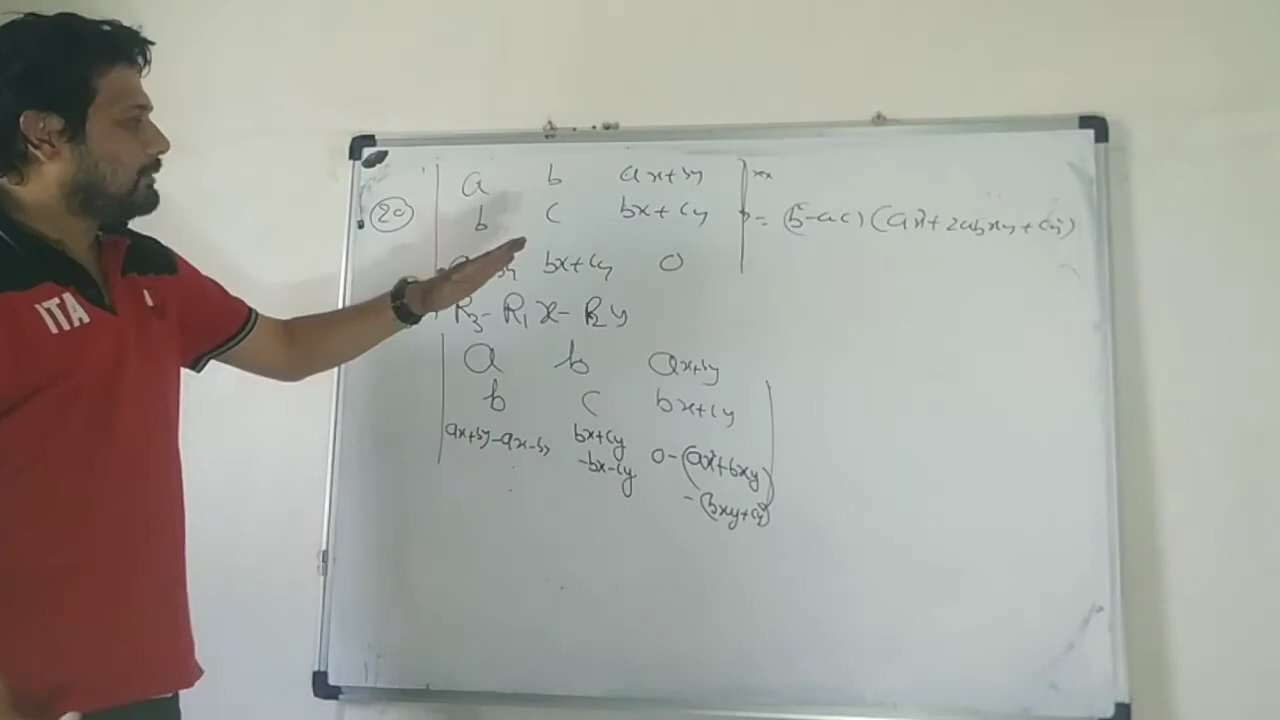 (20) | a b ax+by |
b c bx+cy = (b²-ac)(ax²+2abxy+cy²)
bx+cy 0
R₃-R₁x-R₂y
| a b ax+by
b c bx+cy |
ax+by-ax-by bx+cy 0-(ax²+bxy)
-bx-cy -(bxy+cy²)
ITA